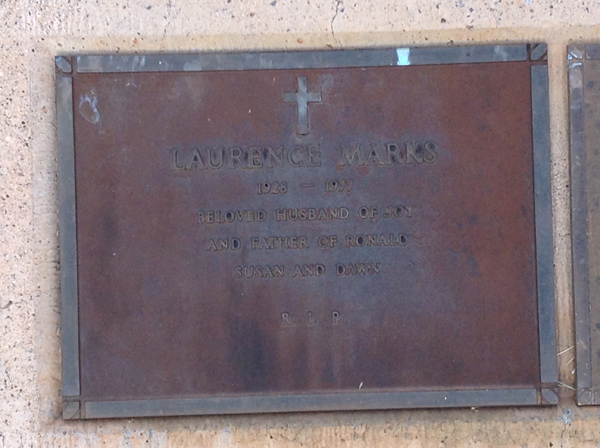 LAURENCE MARKS
1928 — 1977
BELOVED HUSBAND OF JOY
AND FATHER OF RONALD
SUSAN AND DAWN
R. I. P